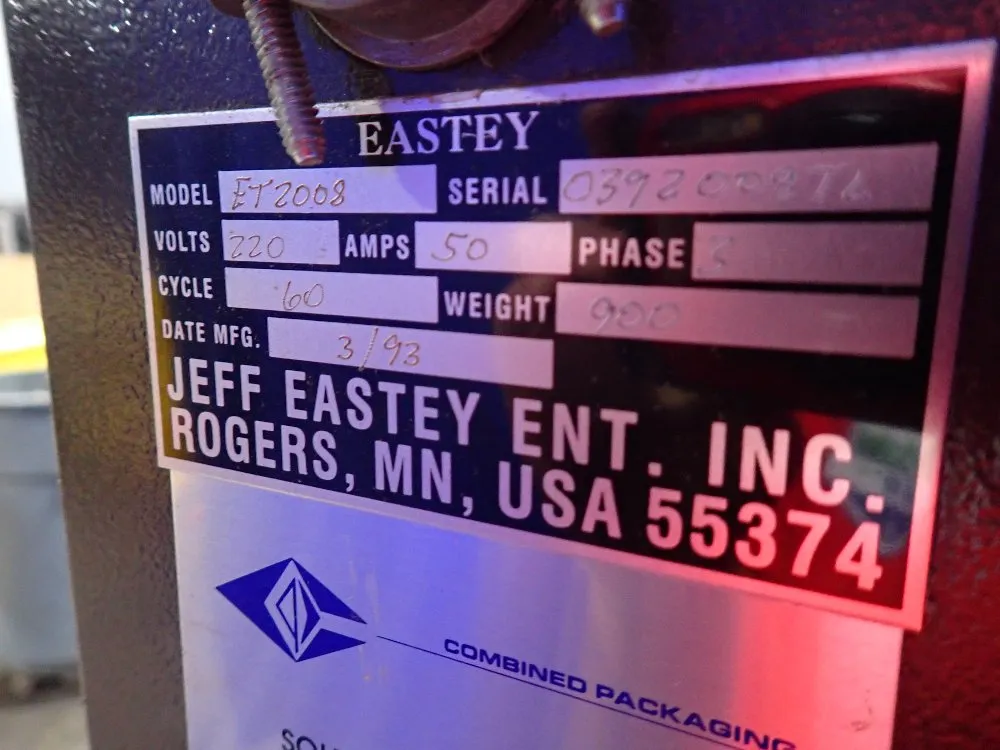 EASTEY
MODEL ET2008 SERIAL
VOLTS 220 AMPS 50 PHASE 3
CYCLE 60 WEIGHT 900
DATE MFG. 3/93
JEFF EASTEY ENT. INC.
ROGERS, MN, USA 55374
COMBINED PACKAGING